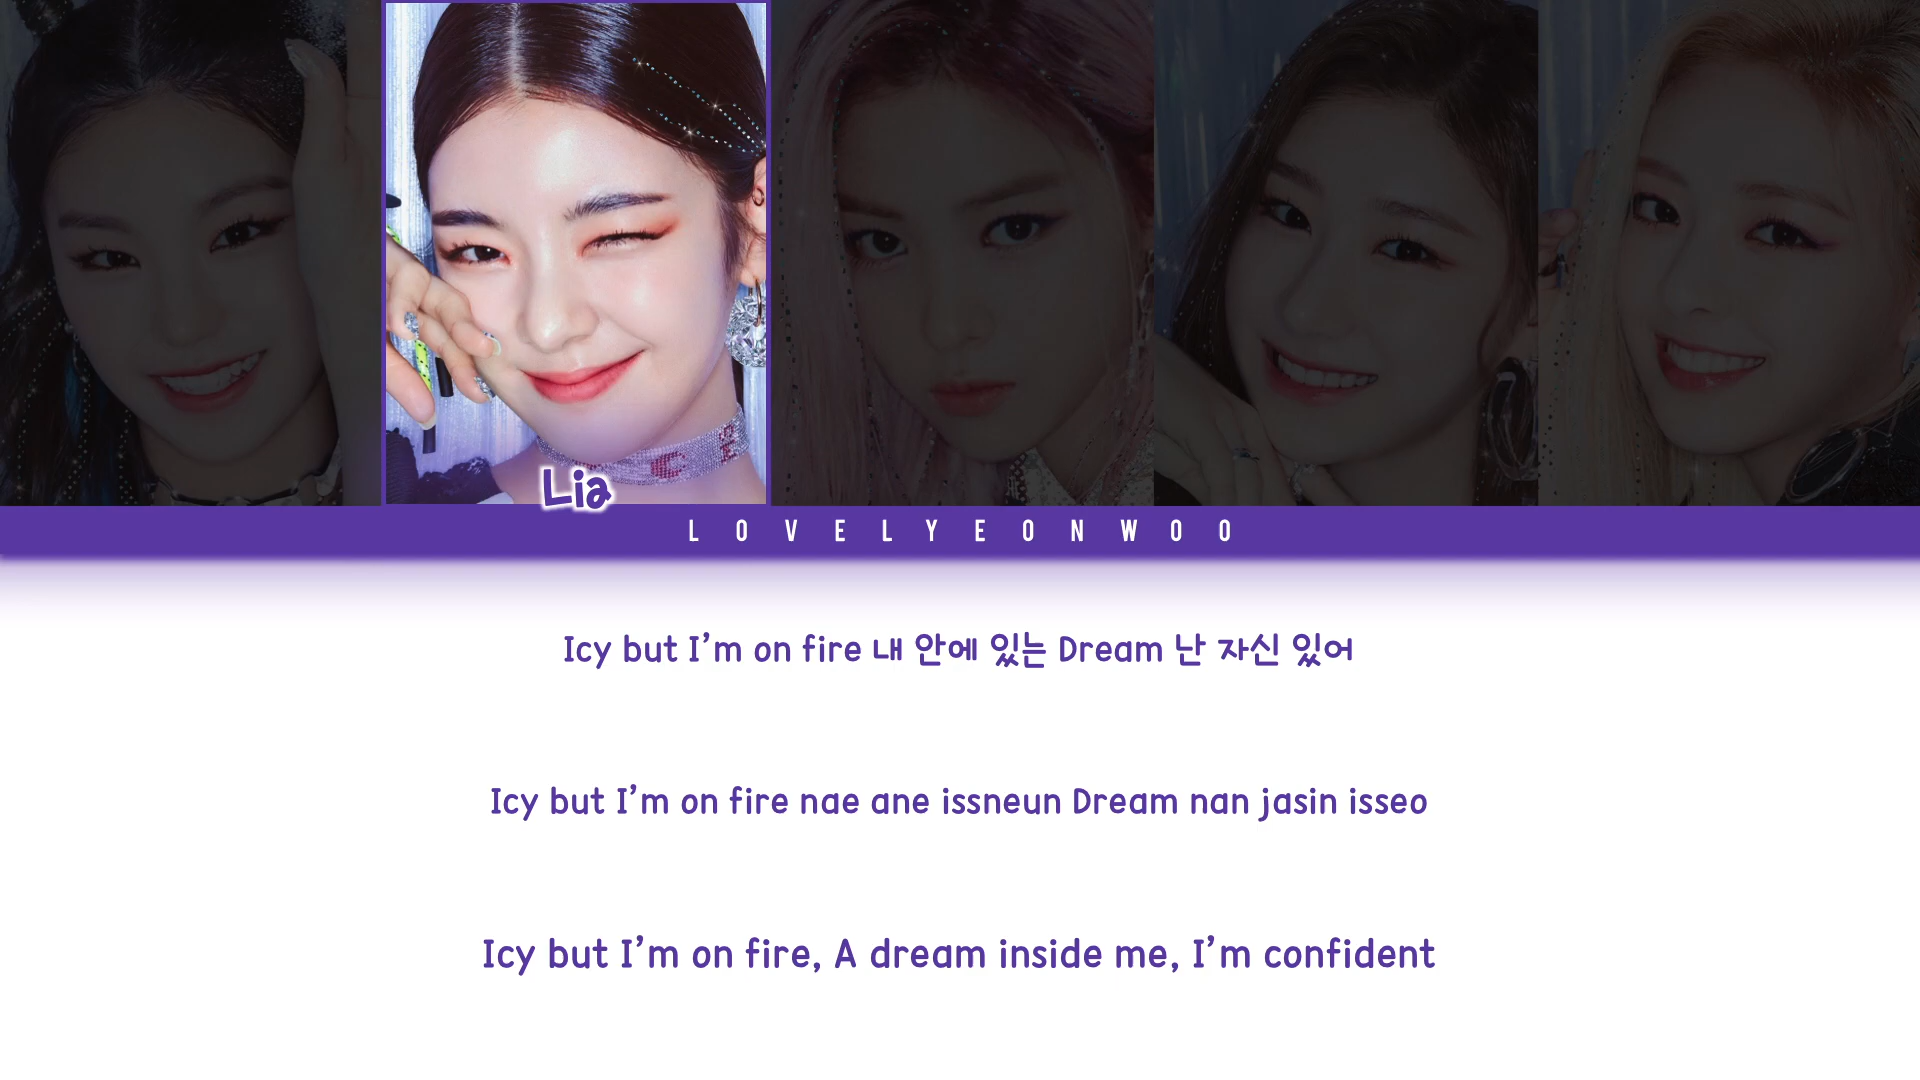 Lia
LOVELYEONWOO
Icy but I'm on fire 내 안에 있는 Dream 난 자신 있어
Icy but I'm on fire nae ane issneun Dream nan jasin isseo
Icy but I'm on fire, A dream inside me, I'm confident